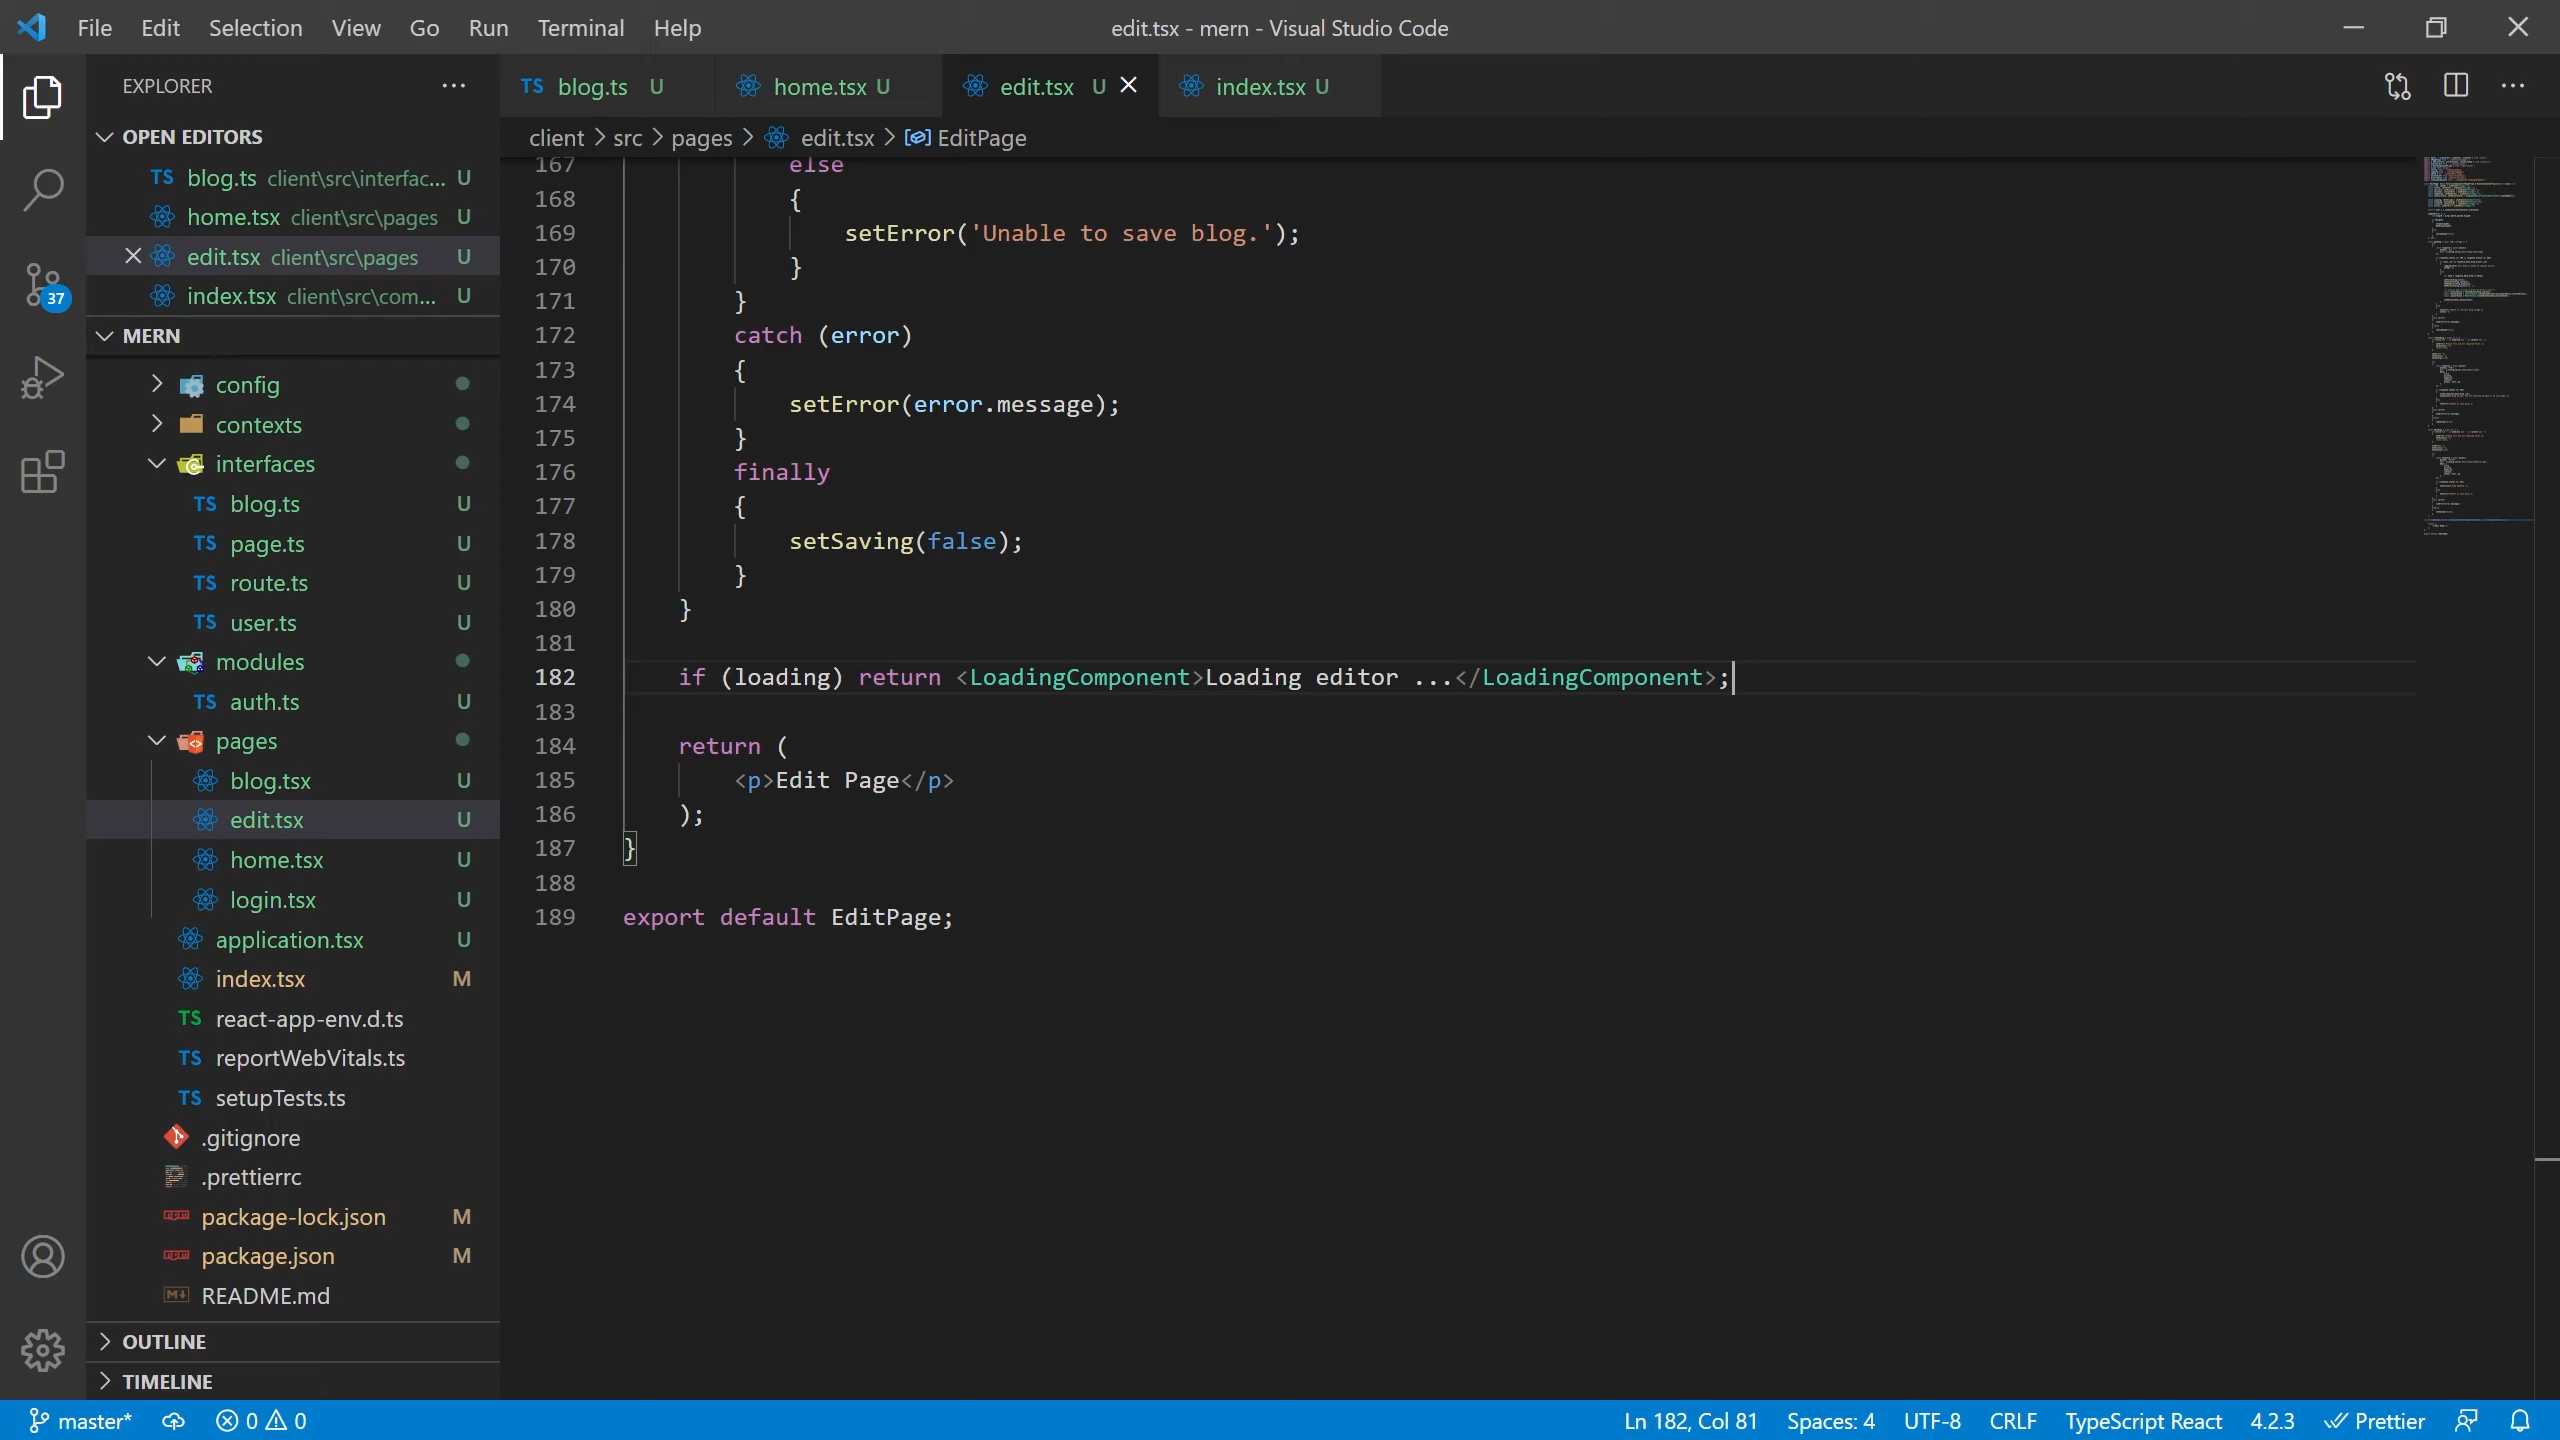 File Edit Selection View Go Run Terminal Help
edit.tsx - mern - Visual Studio Code
EXPLORER
OPEN EDITORS
TS blog.ts client\src\interfac... U
home.tsx client\src\pages U
edit.tsx client\src\pages U
index.tsx client\src\com... U
37
MERN
config
contexts
interfaces
TS blog.ts U
TS page.ts U
TS route.ts U
TS user.ts U
modules
TS auth.ts U
pages
blog.tsx U
edit.tsx U
home.tsx U
login.tsx U
application.tsx U
index.tsx M
TS react-app-env.d.ts
TS reportWebVitals.ts
TS setupTests.ts
.gitignore
.prettierrc
package-lock.json M
package.json M
README.md
OUTLINE
TIMELINE
TS blog.ts U
home.tsx U
edit.tsx U
index.tsx U
client > src > pages > edit.tsx > EditPage
167 else
168 {
169 setError('Unable to save blog.');
170 }
171 }
172 catch (error)
173 {
174 setError(error.message);
175 }
176 finally
177 {
178 setSaving(false);
179 }
180 }
181
182 if (loading) return <LoadingComponent>Loading editor ...</LoadingComponent>;
183
184 return (
185 <p>Edit Page</p>
186 );
187 }
188
189 export default EditPage;
master* 0 0 Ln 182, Col 81 Spaces: 4 UTF-8 CRLF TypeScript React 4.2.3 Prettier